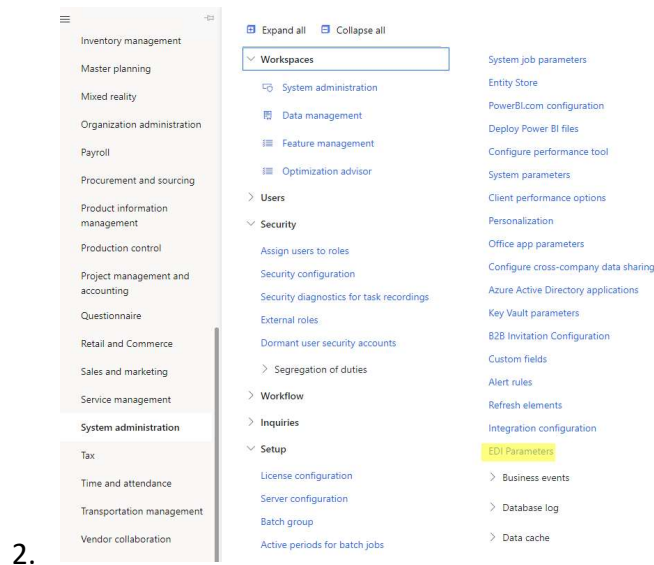 Inventory management
Master planning
Mixed reality
Organization administration
Payroll
Procurement and sourcing
Product information
management
Production control
Project management and
accounting
Questionnaire
Retail and Commerce
Sales and marketing
Service management
System administration
Tax
Time and attendance
Transportation management
Vendor collaboration
Expand all Collapse all
Workspaces
System administration
Data management
Feature management
Optimization advisor
Users
Security
Assign users to roles
Security configuration
Security diagnostics for task recordings
External roles
Dormant user security accounts
Segregation of duties
Workflow
Inquiries
Setup
License configuration
Server configuration
Batch group
Active periods for batch jobs
System job parameters
Entity Store
PowerBI.com configuration
Deploy Power BI files
Configure performance tool
System parameters
Client performance options
Personalization
Office app parameters
Configure cross-company data sharing
Azure Active Directory applications
Key Vault parameters
B2B Invitation Configuration
Custom fields
Alert rules
Refresh elements
Integration configuration
EDI Parameters
Business events
Database log
Data cache
2.